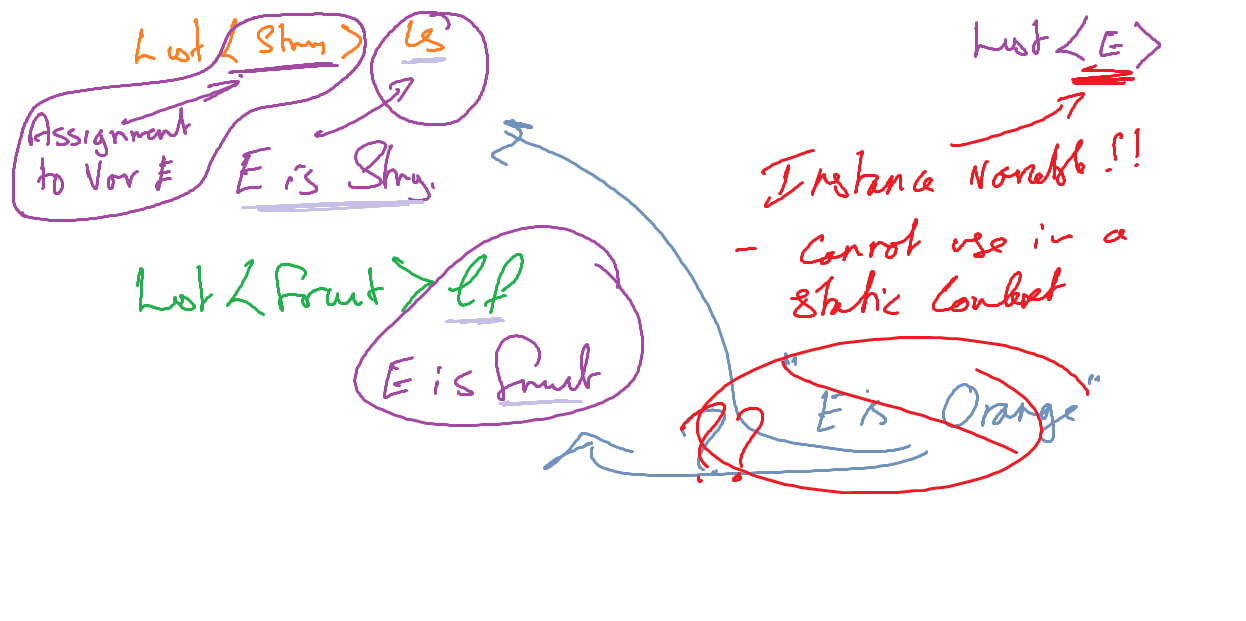 List <String> ls
Assignment
to Var E
E is String.
List <Fruit> lf
E is Fruit
List <E>
Instance Variable!!
- Cannot use in a
static Context
?? "E is Orange"